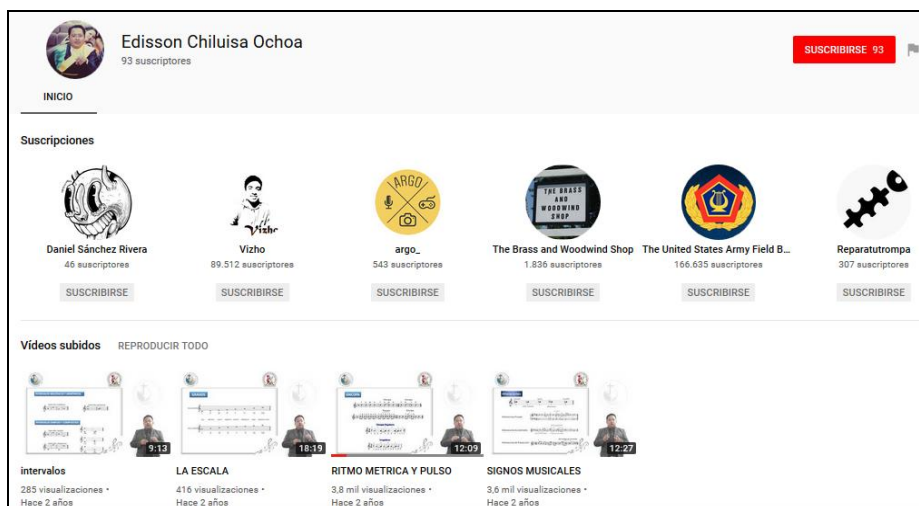 Edisson Chiluisa Ochoa
93 suscriptores
SUSCRIBIRSE 93
INICIO
Suscripciones
ARGO
THE BRASS
AND
WOODWIND
SHOP
Vizho
Daniel Sánchez Rivera
Vizho
argo_
The Brass and Woodwind Shop
The United States Army Field B...
Reparatutrompa
46 suscriptores
89.512 suscriptores
543 suscriptores
1.836 suscriptores
166.635 suscriptores
307 suscriptores
SUSCRIBIRSE
SUSCRIBIRSE
SUSCRIBIRSE
SUSCRIBIRSE
SUSCRIBIRSE
SUSCRIBIRSE
Vídeos subidos REPRODUCIR TODO
9:13
18:19
12:09
12:27
intervalos
LA ESCALA
RITMO METRICA Y PULSO
SIGNOS MUSICALES
285 visualizaciones •
416 visualizaciones •
3,8 mil visualizaciones •
3,6 mil visualizaciones •
Hace 2 años
Hace 2 años
Hace 2 años
Hace 2 años